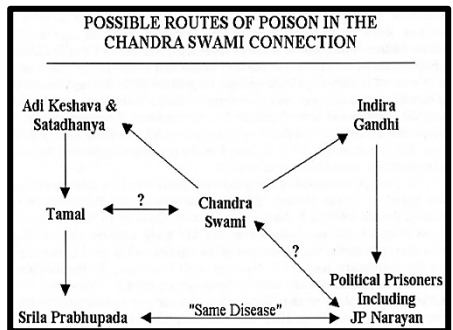 POSSIBLE ROUTES OF POISON IN THE
CHANDRA SWAMI CONNECTION
Adi Keshava &
Satadhanya
Indira
Gandhi
?
Tamal
Chandra
Swami
?
Political Prisoners
Including
JP Narayan
Srila Prabhupada
"Same Disease"